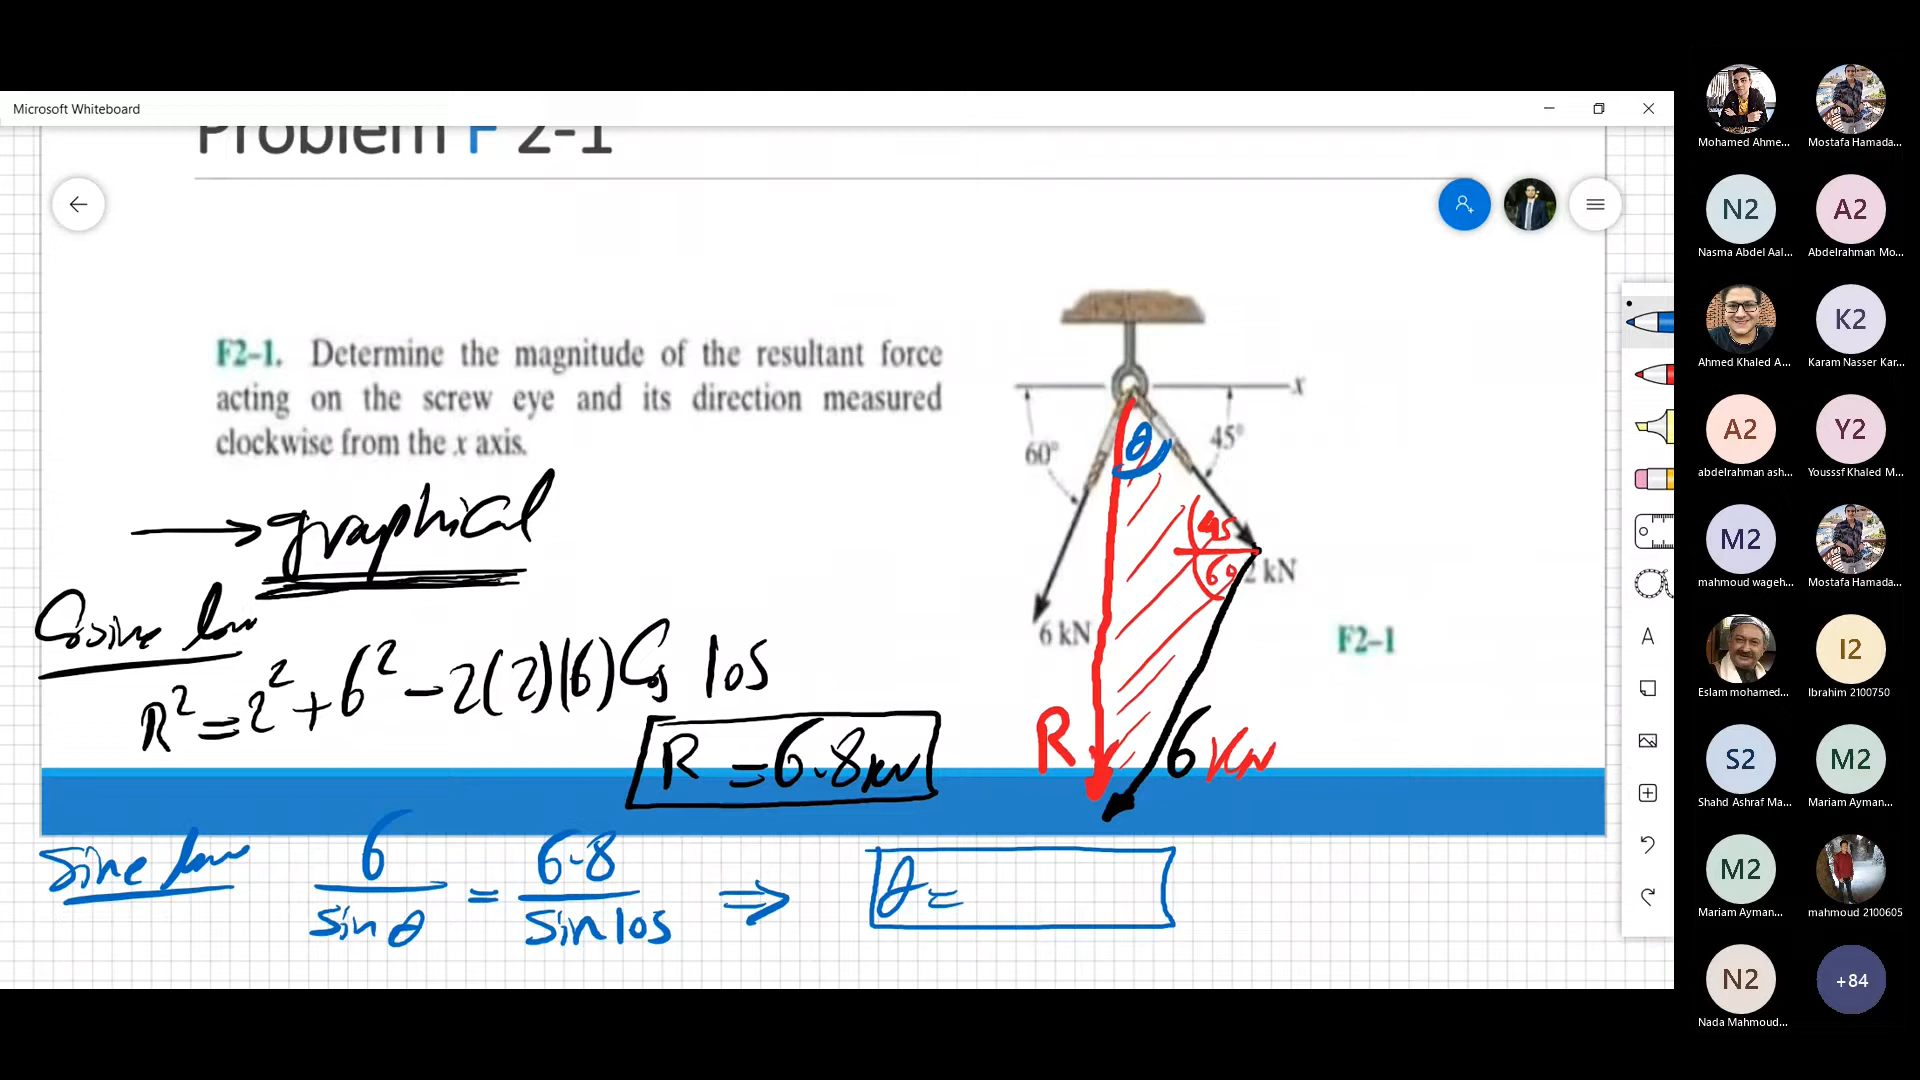 Microsoft Whiteboard
Problem F 2-1
F2–1. Determine the magnitude of the resultant force
acting on the screw eye and its direction measured
clockwise from the x axis.
x
60°
45°
θ
45
60
2 kN
6 kN
R
6 KN
F2–1
→ graphical
Cosine law
R² = 2² + 6² – 2(2)(6) Cos 105
R = 6.8 kN
Sine law
6 / sin θ = 6.8 / sin 105 ⇒ θ =
A
Mohamed Ahme...
Mostafa Hamada...
N2
Nasma Abdel Aal...
A2
Abdelrahman Mo...
Ahmed Khaled A...
K2
Karam Nasser Kar...
A2
abdelrahman ash...
Y2
Yousssf Khaled M...
M2
mahmoud wageh...
Mostafa Hamada...
Eslam mohamed...
I2
Ibrahim 2100750
S2
Shahd Ashraf Ma...
M2
Mariam Ayman...
M2
Mariam Ayman...
mahmoud 2100605
N2
Nada Mahmoud...
+84